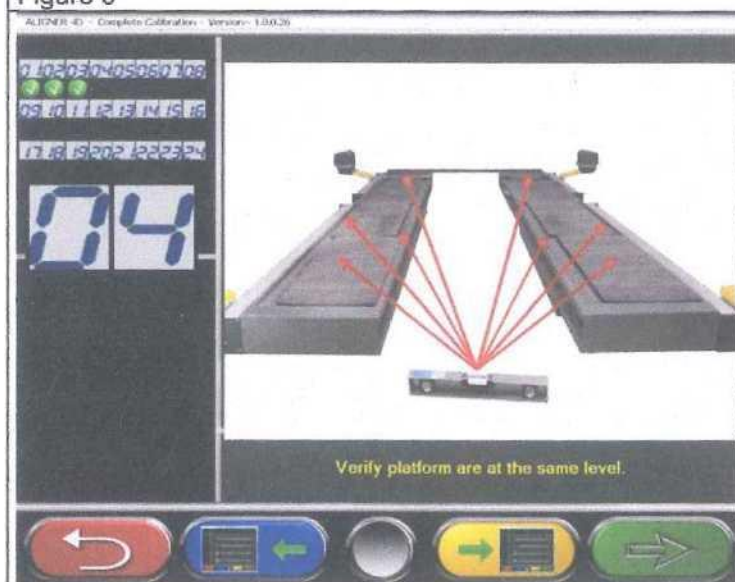 ALIGNER 4D - Complete Calibration - Version- 1.0.0.26
01 02 03 04 05 06 07 08
09 10 11 12 13 14 15 16
17 18 19 20 21 22 23 24
04
Verify platform are at the same level.